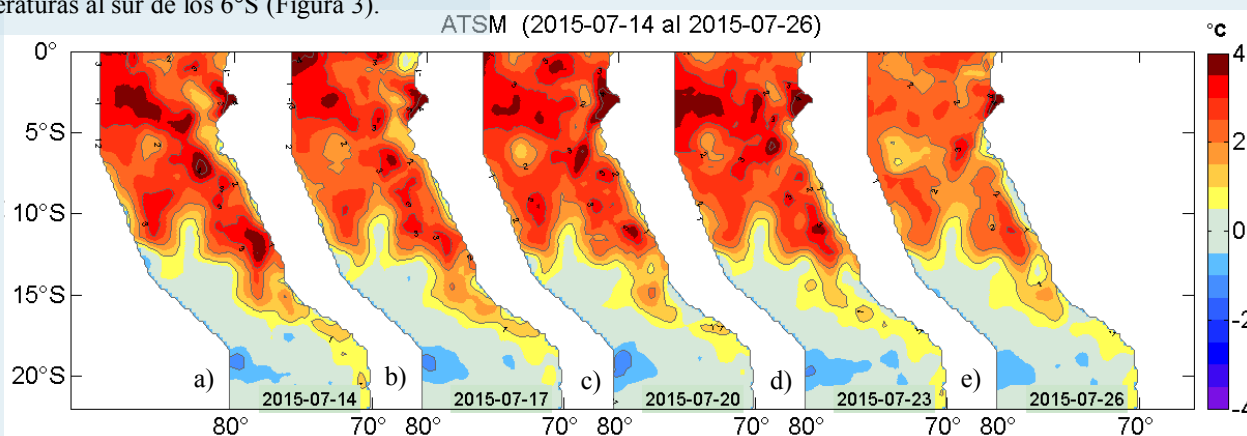 eraturas al sur de los 6°S (Figura 3).
ATSM (2015-07-14 al 2015-07-26)
°C
0°
5°S
10°S
15°S
20°S
4
2
0
-2
-4
a) b) c) d) e)
2015-07-14 2015-07-17 2015-07-20 2015-07-23 2015-07-26
80° 70° 80° 70° 80° 70° 80° 70° 80° 70°